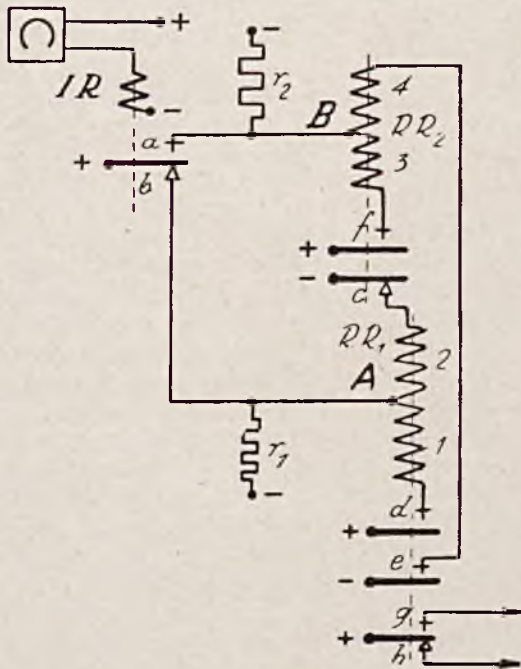 +
−
r₂
1R
−
4
B
RR₂
a +
3
+
b
f +
+
−
c
RR₁
2
A
1
r₁
−
d +
+
e +
−
g +
+
h